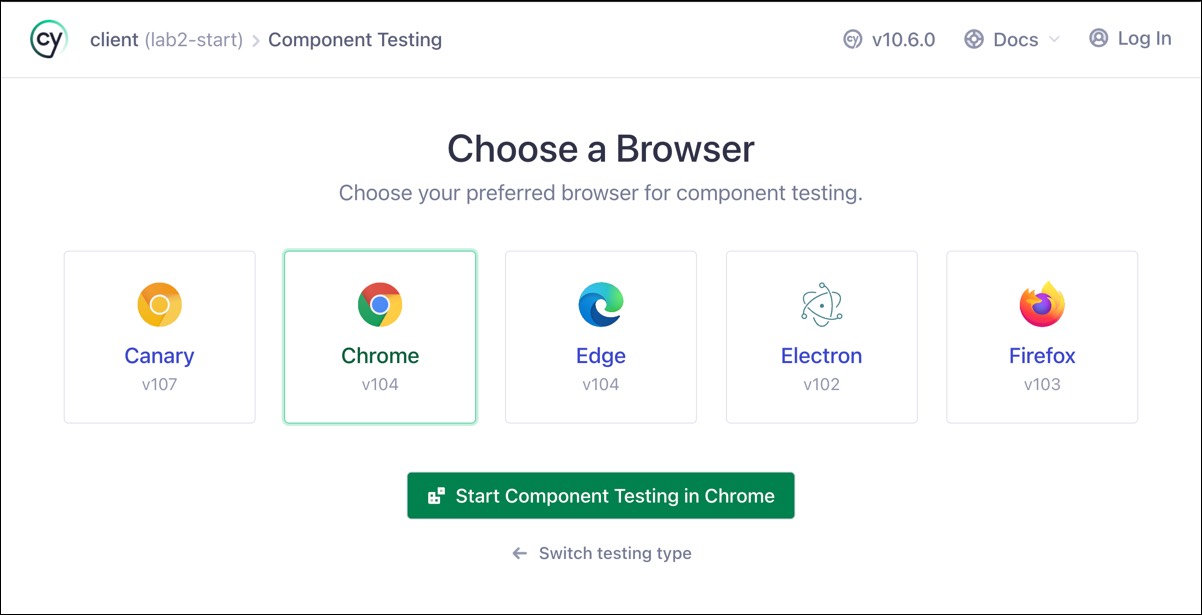 cy client (lab2-start) > Component Testing cy v10.6.0 Docs Log In
Choose a Browser
Choose your preferred browser for component testing.
Canary Chrome Edge Electron Firefox
v107 v104 v104 v102 v103
Start Component Testing in Chrome
← Switch testing type